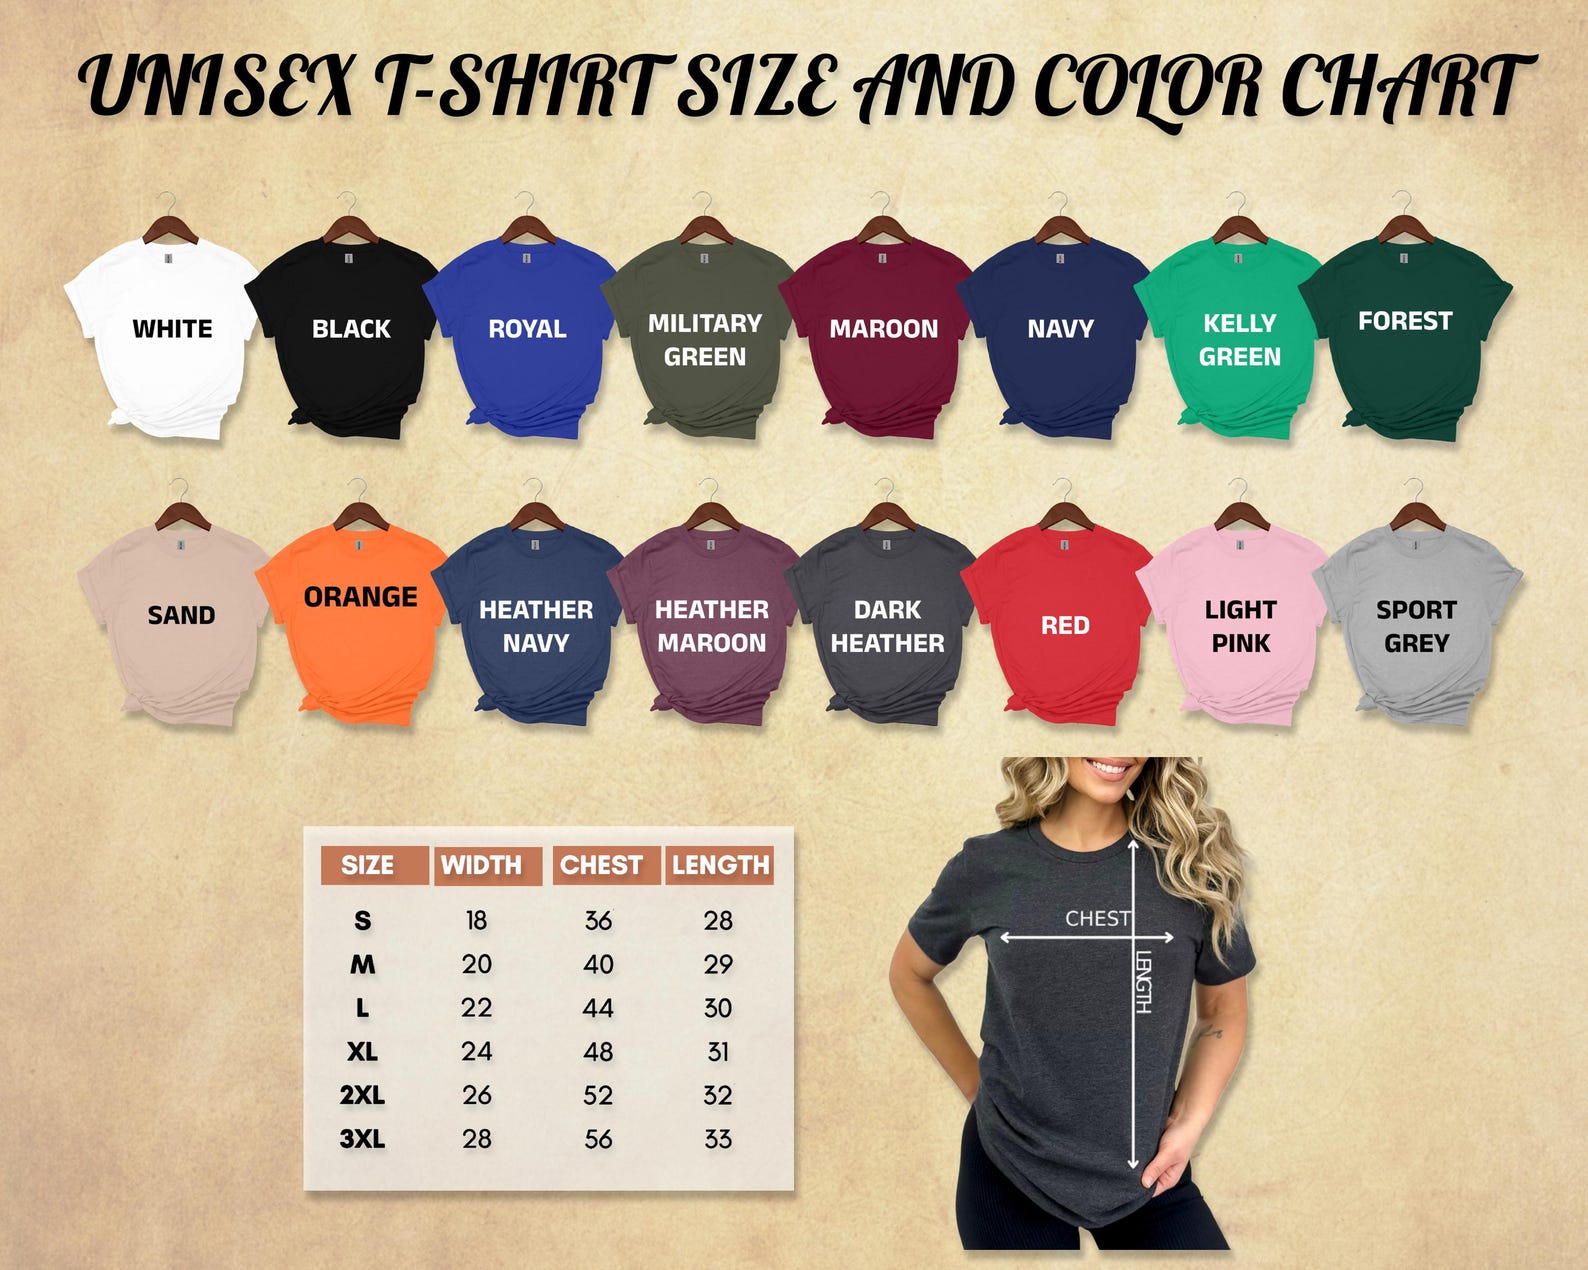 UNISEX T-SHIRT SIZE AND COLOR CHART
WHITE
BLACK
ROYAL
MILITARY
GREEN
MAROON
NAVY
KELLY
GREEN
FOREST
SAND
ORANGE
HEATHER
NAVY
HEATHER
MAROON
DARK
HEATHER
RED
LIGHT
PINK
SPORT
GREY
SIZE WIDTH CHEST LENGTH
S 18 36 28
M 20 40 29
L 22 44 30
XL 24 48 31
2XL 26 52 32
3XL 28 56 33
CHEST
LENGTH